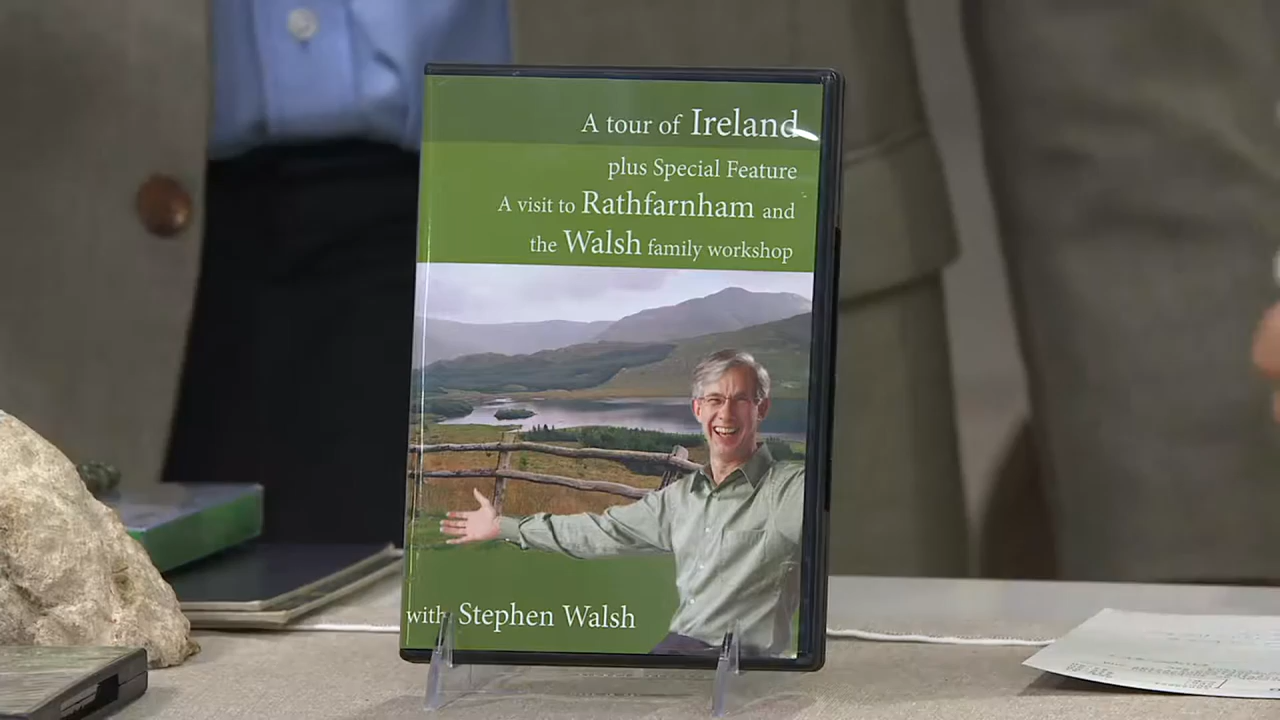 A tour of Ireland
plus Special Feature
A visit to Rathfarnham and
the Walsh family workshop
with Stephen Walsh